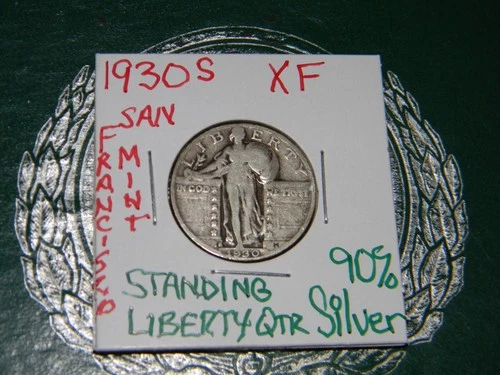 1930S XF
SAN
FRANCISCO
MINT
LIBERTY
IN GOD WE TRUST
1930
STANDING
LIBERTY QTR
90%
Silver